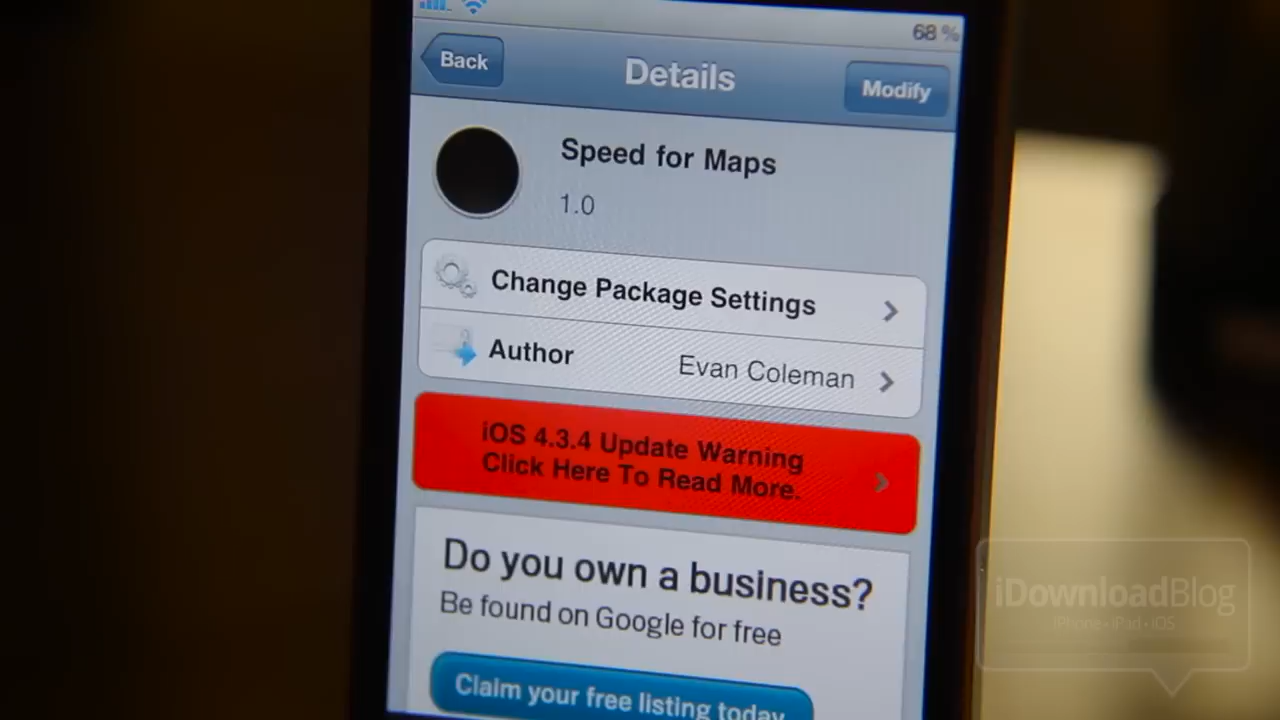 68 %
Back
Details
Modify
Speed for Maps
1.0
Change Package Settings
Author
Evan Coleman
iOS 4.3.4 Update Warning
Click Here To Read More.
Do you own a business?
Be found on Google for free
Claim your free listing today
iDownloadBlog
iPhone • iPad • iOS